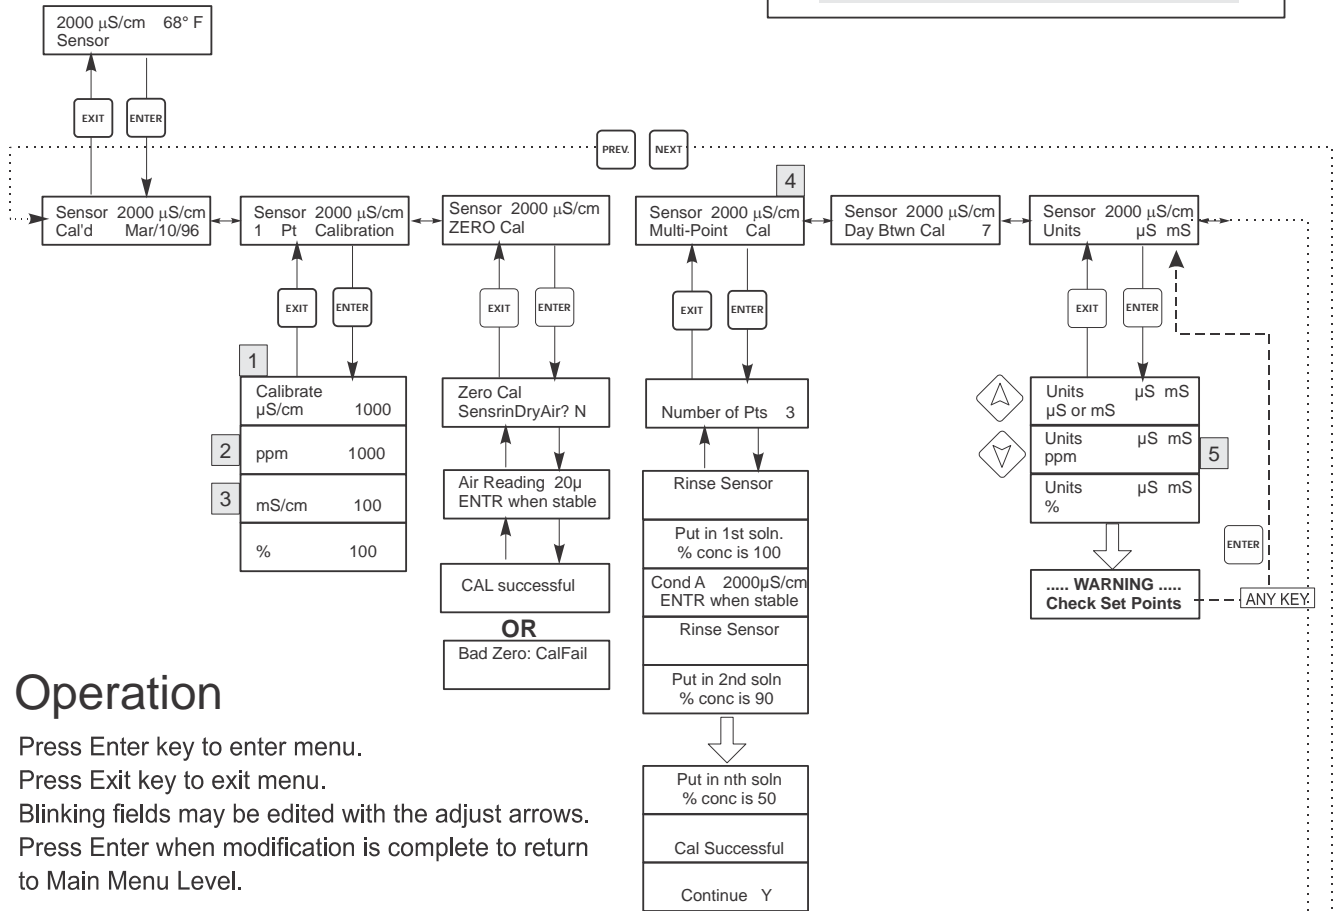 2000 µS/cm 68° F
Sensor
EXIT
ENTER
PREV.
NEXT
Sensor 2000 µS/cm
Cal'd Mar/10/96
Sensor 2000 µS/cm
1 Pt Calibration
Sensor 2000 µS/cm
ZERO Cal
4
Sensor 2000 µS/cm
Multi-Point Cal
Sensor 2000 µS/cm
Day Btwn Cal 7
Sensor 2000 µS/cm
Units µS mS
EXIT
ENTER
EXIT
ENTER
EXIT
ENTER
EXIT
ENTER
1
Calibrate
µS/cm 1000
2
ppm 1000
3
mS/cm 100
% 100
Zero Cal
SensrinDryAir? N
Air Reading 20µ
ENTR when stable
CAL successful
OR
Bad Zero: CalFail
Number of Pts 3
Rinse Sensor
Put in 1st soln.
% conc is 100
Cond A 2000µS/cm
ENTR when stable
Rinse Sensor
Put in 2nd soln
% conc is 90
Put in nth soln
% conc is 50
Cal Successful
Continue Y
Units µS mS
µS or mS
Units µS mS
ppm
5
Units µS mS
%
ENTER
..... WARNING .....
Check Set Points
ANY KEY
Operation
Press Enter key to enter menu.
Press Exit key to exit menu.
Blinking fields may be edited with the adjust arrows.
Press Enter when modification is complete to return
to Main Menu Level.